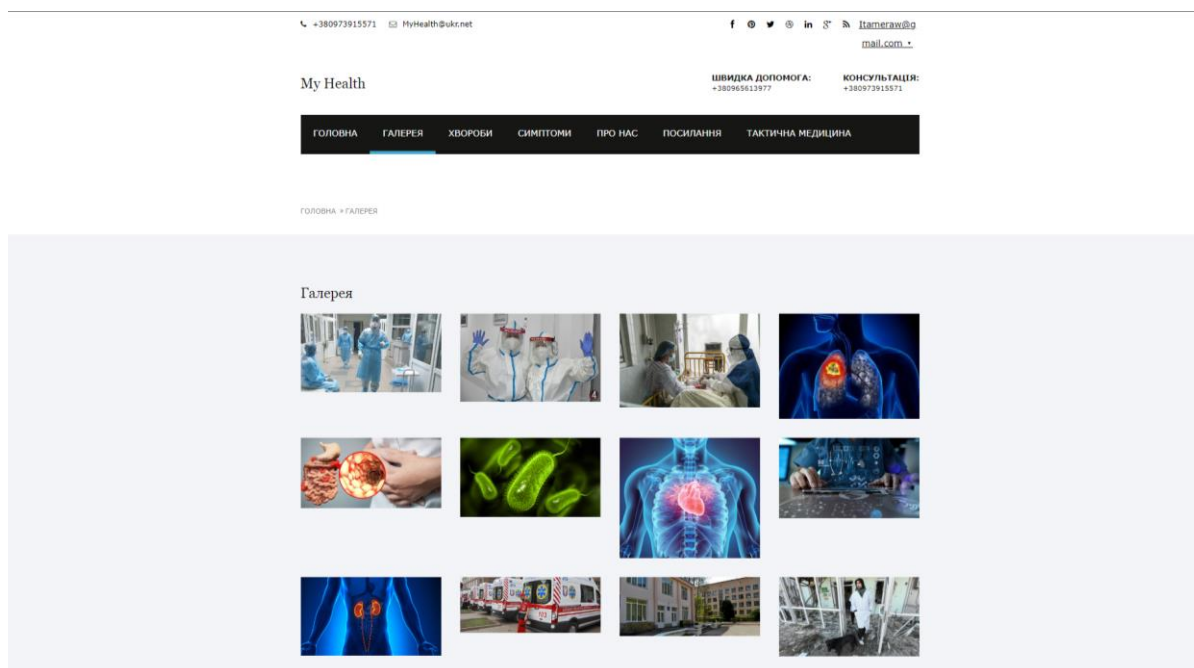 +380973915571 MyHealth@ukr.net
Itameraw@g
mail.com
My Health
ШВИДКА ДОПОМОГА:
+380965613977
КОНСУЛЬТАЦІЯ:
+380973915571
ГОЛОВНА ГАЛЕРЕЯ ХВОРОБИ СИМПТОМИ ПРО НАС ПОСИЛАННЯ ТАКТИЧНА МЕДИЦИНА
ГОЛОВНА » ГАЛЕРЕЯ
Галерея